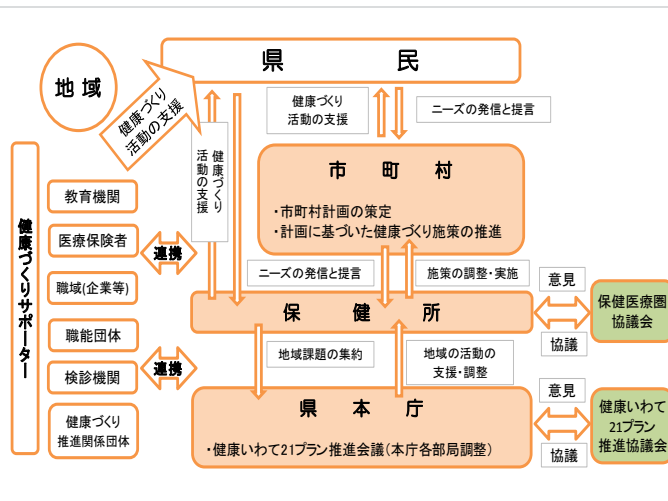 県　民
地域
健康づくり
活動の支援
健康づくり
活動の支援
ニーズの発信と提言
健康づくり
活動の支援
市　町　村
・市町村計画の策定
・計画に基づいた健康づくり施策の推進
健康づくりサポーター
教育機関
医療保険者
職域(企業等)
職能団体
検診機関
健康づくり
推進関係団体
連携
連携
ニーズの発信と提言
施策の調整・実施
保　健　所
意見
協議
保健医療圏
協議会
地域課題の集約
地域の活動の
支援・調整
県　本　庁
・健康いわて21プラン推進会議(本庁各部局調整)
意見
協議
健康いわて
21プラン
推進協議会